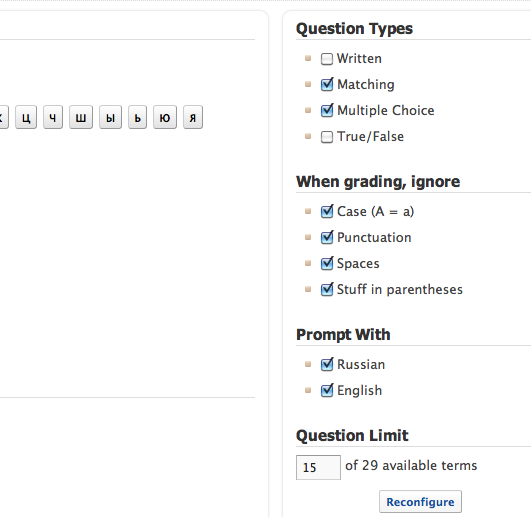 Question Types
Written
Matching
Multiple Choice
True/False
ц ч ш ы ь ю я
When grading, ignore
Case (A = a)
Punctuation
Spaces
Stuff in parentheses
Prompt With
Russian
English
Question Limit
15 of 29 available terms
Reconfigure